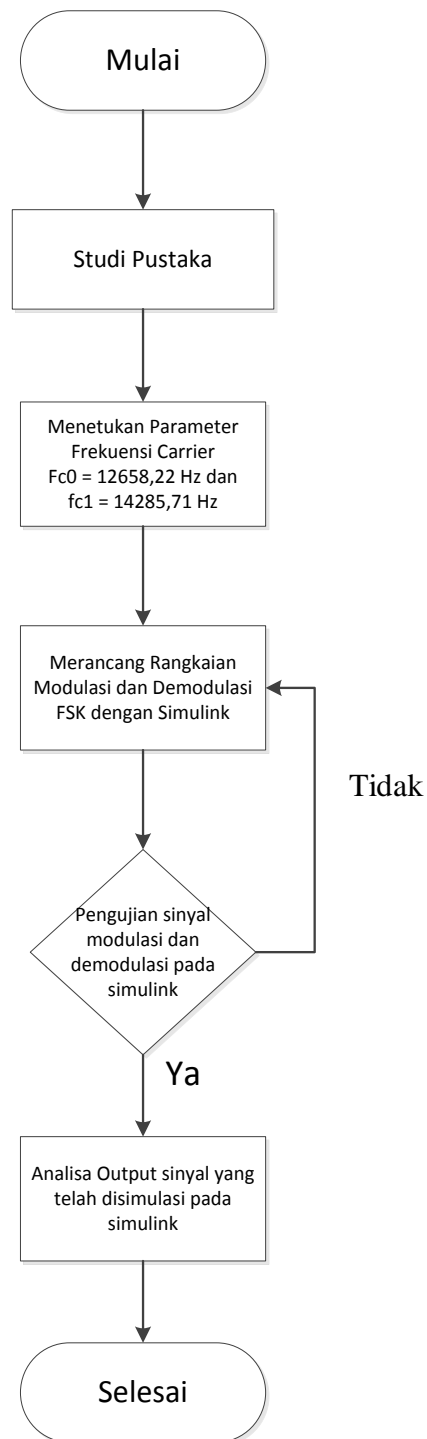 Mulai
Studi Pustaka
Menetukan Parameter
Frekuensi Carrier
Fc0 = 12658,22 Hz dan
fc1 = 14285,71 Hz
Merancang Rangkaian
Modulasi dan Demodulasi
FSK dengan Simulink
Tidak
Pengujian sinyal
modulasi dan
demodulasi pada
simulink
Ya
Analisa Output sinyal yang
telah disimulasi pada
simulink
Selesai